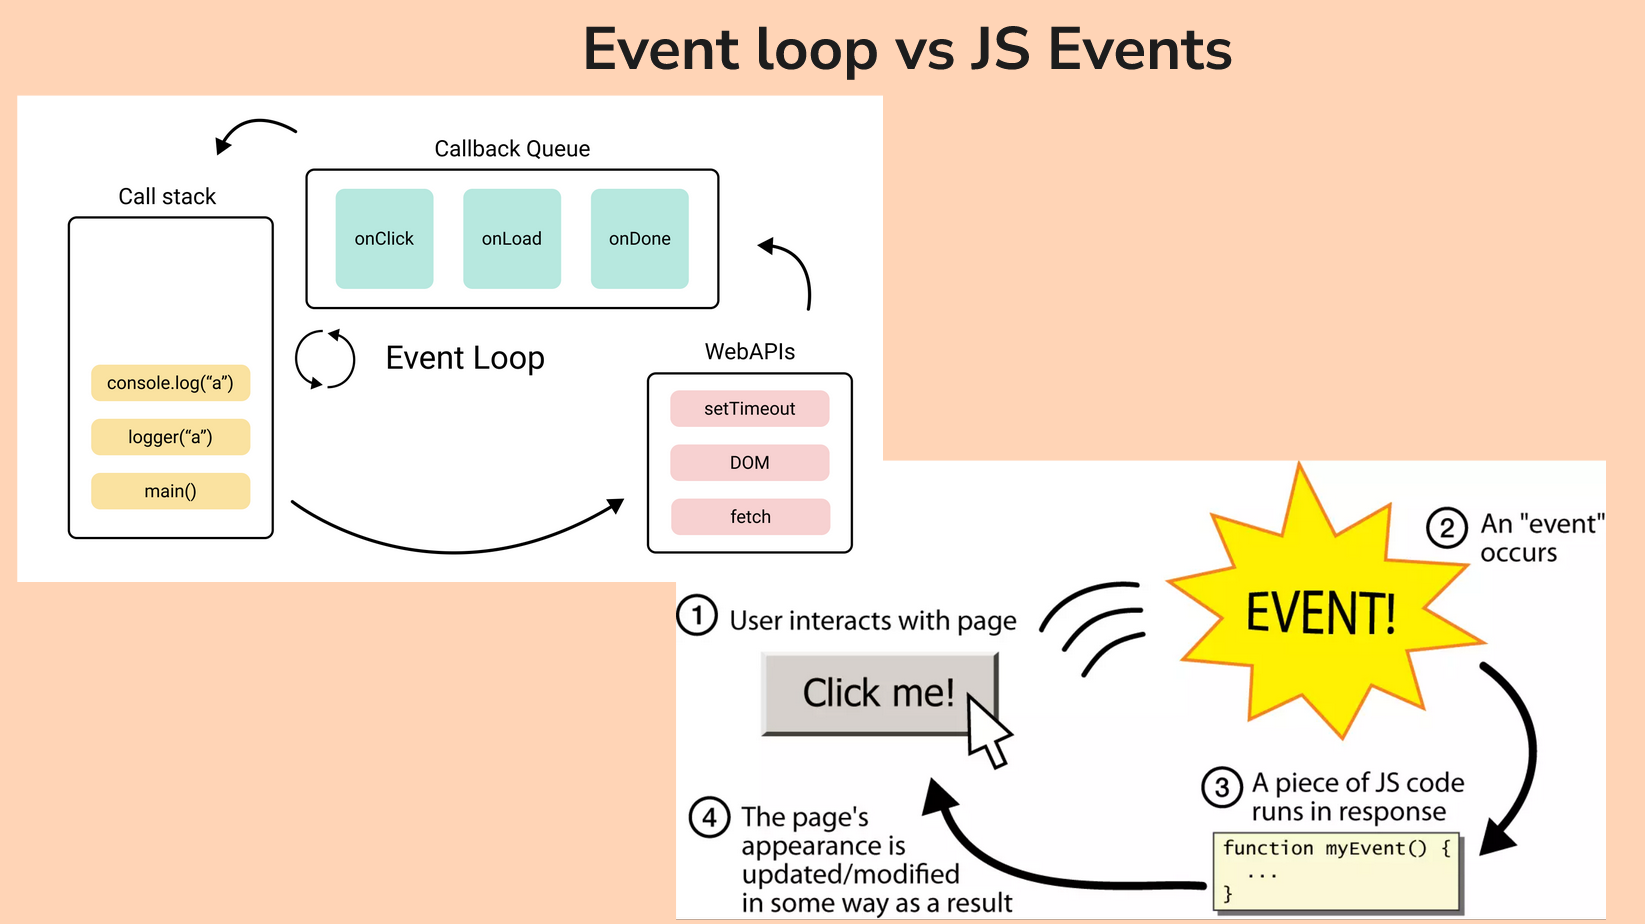 Event loop vs JS Events
Callback Queue
Call stack
onClick
onLoad
onDone
Event Loop
WebAPIs
console.log(“a”)
logger(“a”)
main()
setTimeout
DOM
fetch
1 User interacts with page
Click me!
EVENT!
2 An "event"
occurs
3 A piece of JS code
runs in response
function myEvent() {
...
}
4 The page's
appearance is
updated/modified
in some way as a result